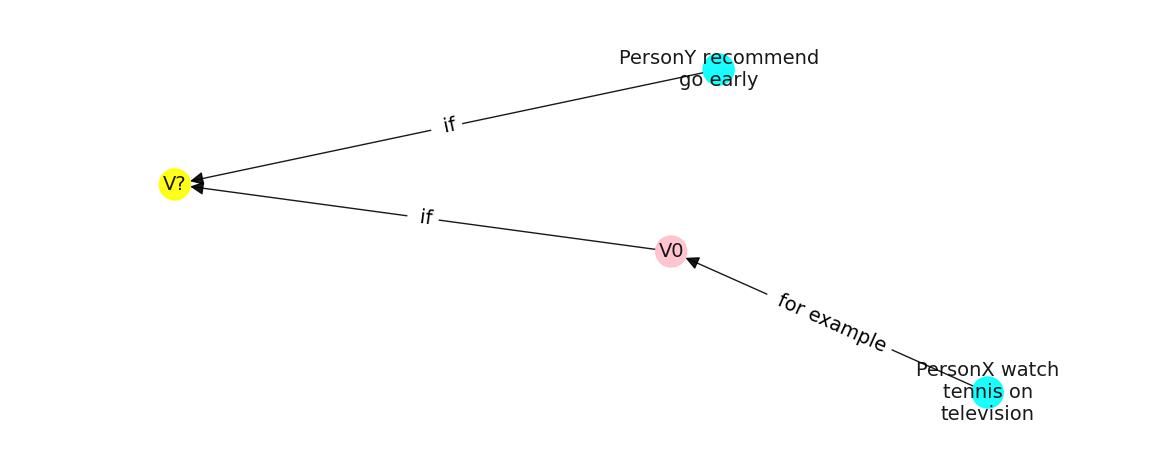 PersonY recommend
go early
if
V?
if
V0
for example
PersonX watch
tennis on
television